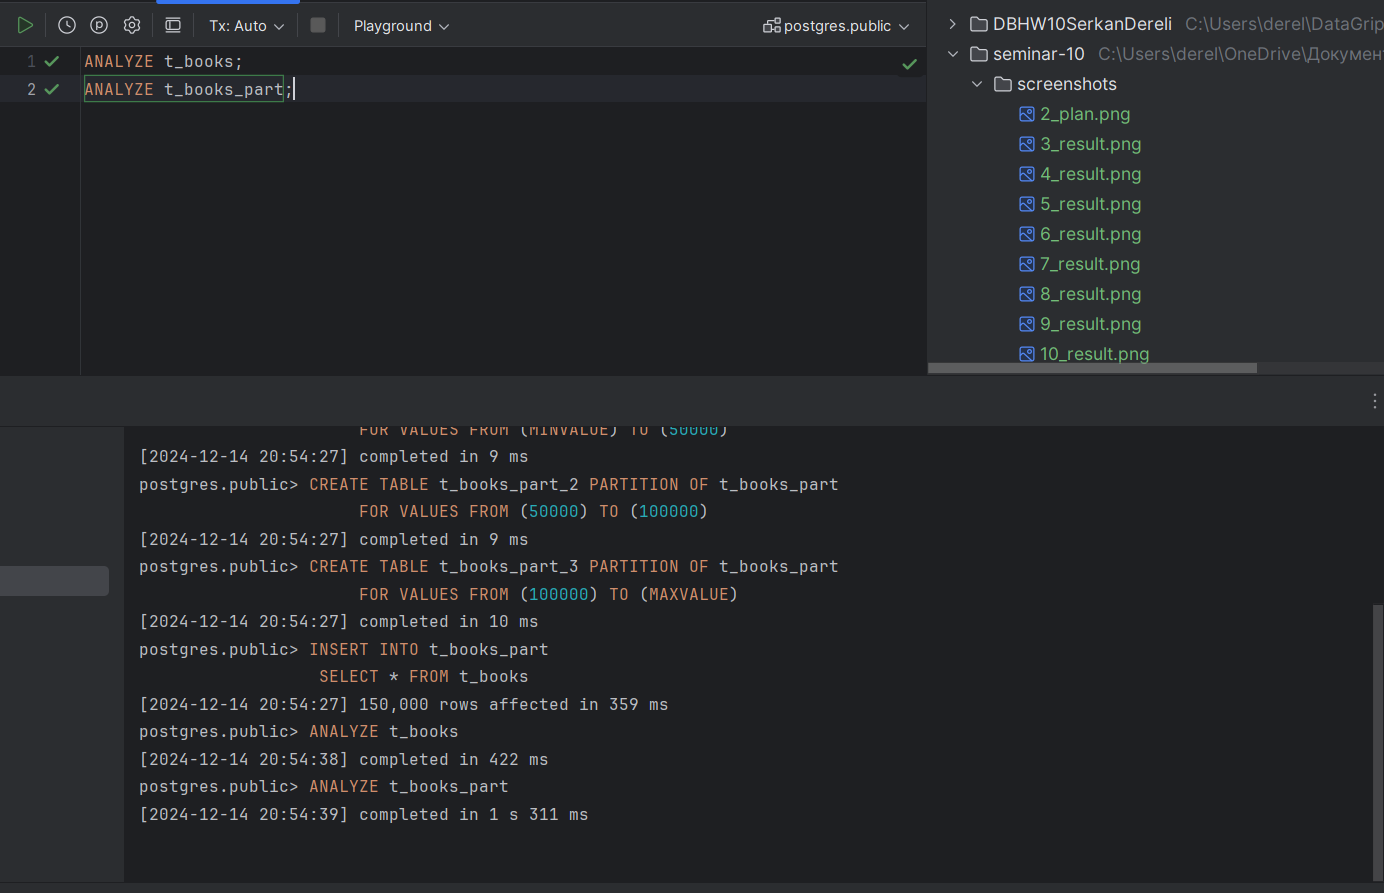 Tx: Auto Playground postgres.public
1 ANALYZE t_books;
2 ANALYZE t_books_part;
DBHW10SerkanDereli C:\Users\derel\DataGrip
seminar-10 C:\Users\derel\OneDrive\Документ
screenshots
2_plan.png
3_result.png
4_result.png
5_result.png
6_result.png
7_result.png
8_result.png
9_result.png
10_result.png
FOR VALUES FROM (MINVALUE) TO (50000)
[2024-12-14 20:54:27] completed in 9 ms
postgres.public> CREATE TABLE t_books_part_2 PARTITION OF t_books_part
FOR VALUES FROM (50000) TO (100000)
[2024-12-14 20:54:27] completed in 9 ms
postgres.public> CREATE TABLE t_books_part_3 PARTITION OF t_books_part
FOR VALUES FROM (100000) TO (MAXVALUE)
[2024-12-14 20:54:27] completed in 10 ms
postgres.public> INSERT INTO t_books_part
SELECT * FROM t_books
[2024-12-14 20:54:27] 150,000 rows affected in 359 ms
postgres.public> ANALYZE t_books
[2024-12-14 20:54:38] completed in 422 ms
postgres.public> ANALYZE t_books_part
[2024-12-14 20:54:39] completed in 1 s 311 ms